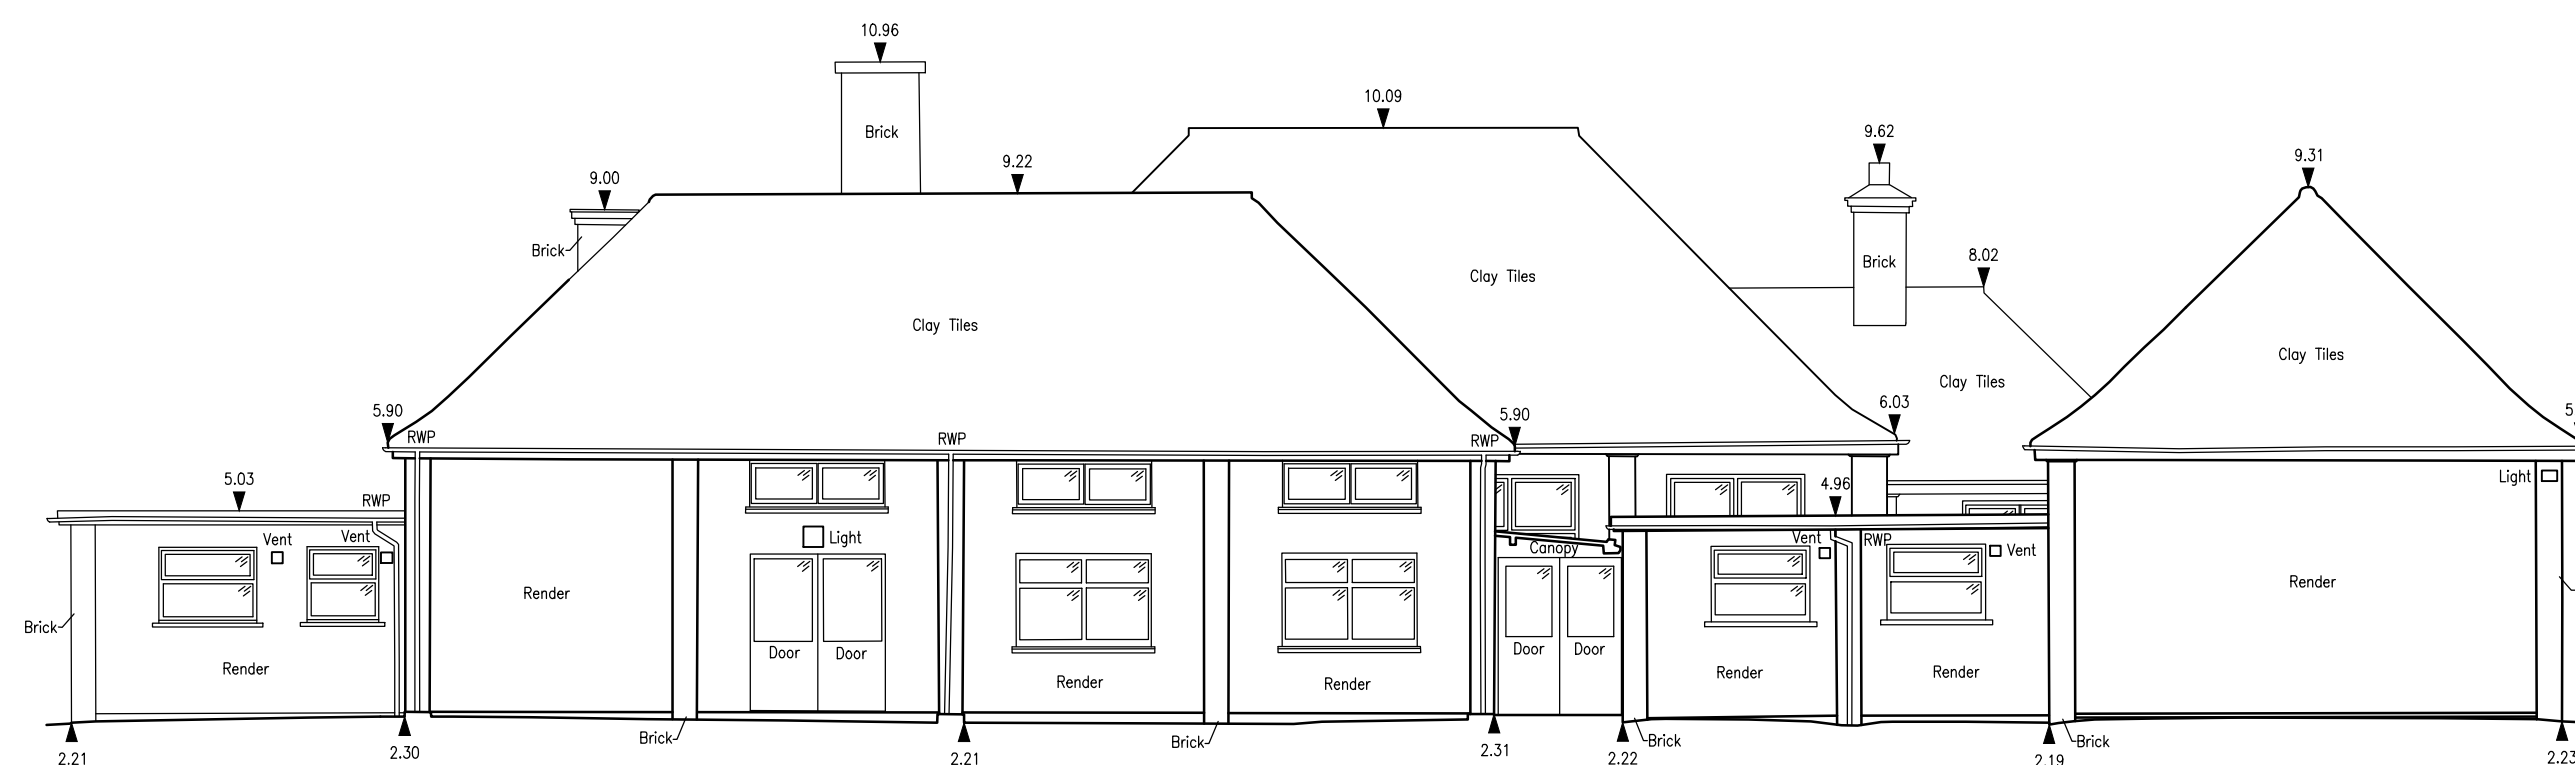 10.96
10.09
Brick
9.62
9.31
9.22
9.00
Brick
8.02
Brick
Clay Tiles
Clay Tiles
Clay Tiles
Clay Tiles
6.03
5.90
5.90
5
RWP
RWP
RWP
5.03
RWP
4.96
Light
Vent
Vent
Light
Canopy
Vent
RWP
Vent
Render
Render
Brick
Door
Door
Door
Door
Render
Render
Render
Render
Render
Brick
Brick
Brick
Brick
2.21
2.30
2.21
2.31
2.22
2.19
2.23